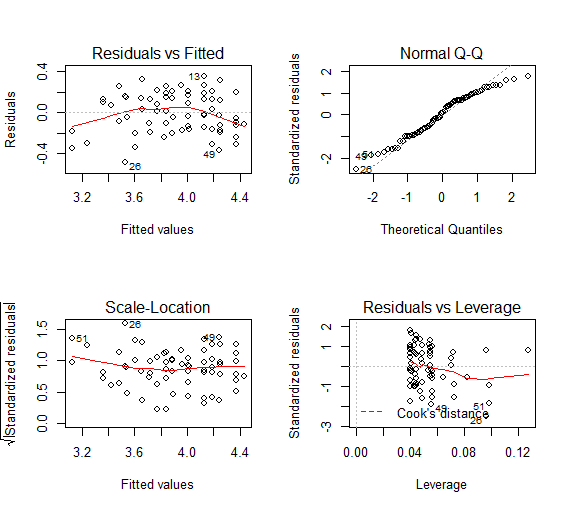 Residuals vs Fitted
Residuals
0.4
0.0
-0.4
13
49
26
3.2 3.6 4.0 4.4
Fitted values
Normal Q-Q
Standardized residuals
2
0
-2
51
49
26
-2 -1 0 1 2
Theoretical Quantiles
Scale-Location
√|Standardized residuals|
1.5
1.0
0.5
0.0
51
26
49
3.2 3.6 4.0 4.4
Fitted values
Residuals vs Leverage
Standardized residuals
2
1
-1
-3
Cook's distance
49
51
26
0.00 0.04 0.08 0.12
Leverage